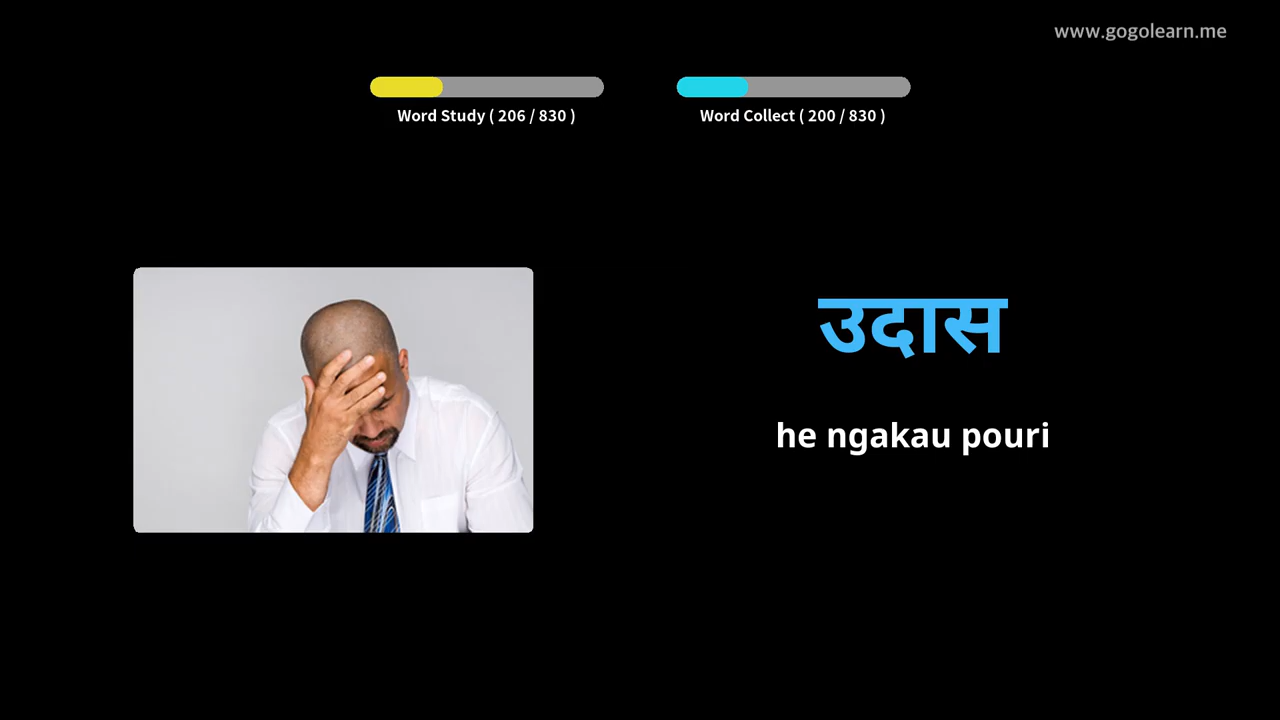 www.gogolearn.me
Word Study ( 206 / 830 )
Word Collect ( 200 / 830 )
उदास
he ngakau pouri